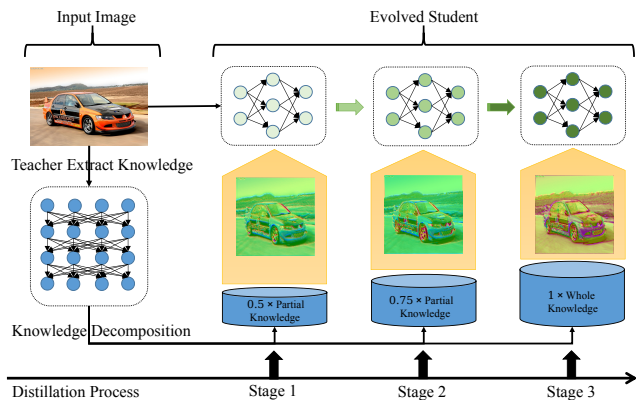 Input Image
Evolved Student
Teacher Extract Knowledge
0.5 × Partial
Knowledge
0.75 × Partial
Knowledge
1 × Whole
Knowledge
Knowledge Decomposition
Distillation Process
Stage 1
Stage 2
Stage 3